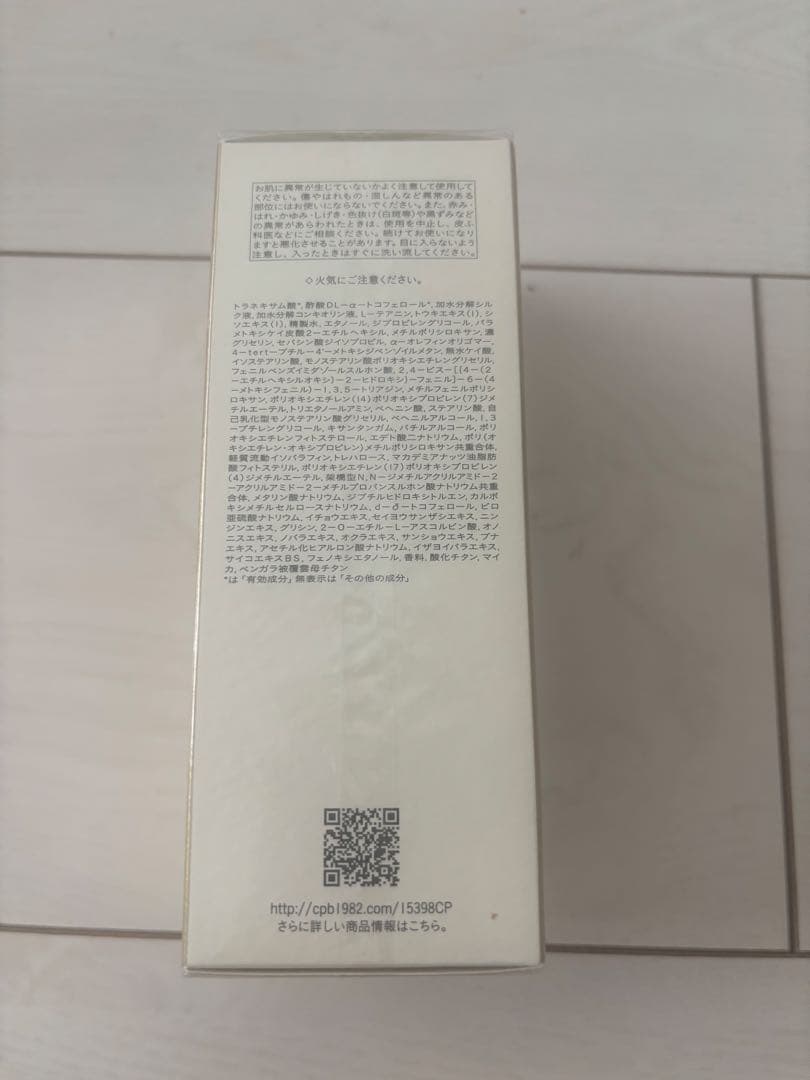 お肌に異常が生じていないかよく注意して使用して
ください。傷やはれもの・湿しんなど異常のある
部位にはお使いにならないでください。また、赤み・
はれ・かゆみ・しげき・色抜け(白斑等)や黒ずみなど
の異常があらわれたときは、使用を中止し、皮ふ
科医などにご相談ください。続けてお使いになり
ますと悪化させることがあります。目に入らないよう
注意し、入ったときはすぐに洗い流してください。
◇火気にご注意ください。
トラネキサム酸*, 酢酸DL-α-トコフェロール*, 加水分解シル
ク液, 加水分解コンキオリン液, L-テアニン, トウキエキス(1), シ
ソエキス(1), 精製水, エタノール, ジプロピレングリコール, パラ
メトキシケイ皮酸2-エチルヘキシル, メチルポリシロキサン, 濃
グリセリン, セバシン酸ジイソプロピル, α-オレフィンオリゴマー,
4-tert-ブチル-4'-メトキシジベンゾイルメタン, 無水ケイ酸,
イソステアリン酸, モノステアリン酸ポリオキシエチレングリセリル,
フェニルベンズイミダゾールスルホン酸, 2,4-ビス-[{4-(2
-エチルヘキシルオキシ)-2-ヒドロキシ}-フェニル]-6-(4
-メトキシフェニル)-1,3,5-トリアジン, メチルフェニルポリシ
ロキサン, ポリオキシエチレン(14)ポリオキシプロピレン(7)ジメ
チルエーテル, トリエタノールアミン, ベヘニン酸, ステアリン酸, 自
己乳化型モノステアリン酸グリセリル, ベヘニルアルコール, 1,3
-ブチレングリコール, キサンタンガム, バチルアルコール, ポリ
オキシエチレンフィトステロール, エデト酸二ナトリウム, ポリ(オ
キシエチレン・オキシプロピレン)メチルポリシロキサン共重合体,
軽質流動イソパラフィン, トレハロース, マカデミアナッツ油脂肪
酸フィトステリル, ポリオキシエチレン(17)ポリオキシプロピレン
(4)ジメチルエーテル, 架橋型N,N-ジメチルアクリルアミド-2
-アクリルアミド-2-メチルプロパンスルホン酸ナトリウム共重
合体, メタリン酸ナトリウム, ジブチルヒドロキシトルエン, カルボ
キシメチルセルロースナトリウム, d-δ-トコフェロール, ピロ
亜硫酸ナトリウム, イチョウエキス, セイヨウサンザシエキス, ニン
ジンエキス, グリシン, 2-O-エチル-L-アスコルビン酸, オノ
ニスエキス, ノバラエキス, オクラエキス, サンショウエキス, ブナ
エキス, アセチル化ヒアルロン酸ナトリウム, イザヨイバラエキス,
サイコエキスBS, フェノキシエタノール, 香料, 酸化チタン, マイ
カ, ベンガラ被覆雲母チタン
*は「有効成分」無表示は「その他の成分」
http://cpb1982.com/15398CP
さらに詳しい商品情報はこちら。